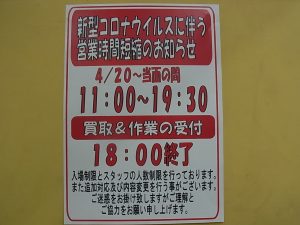 新型コロナウイルスに伴う
営業時間短縮のお知らせ
4/20～当面の間
11:00～19:30
買取&作業の受付
18:00終了
入場制限とスタッフの人数制限を行っております。
また追加対応及び内容変更を行う事がございます。
ご迷惑をお掛け致しますがご理解と
ご協力をお願い申し上げます。